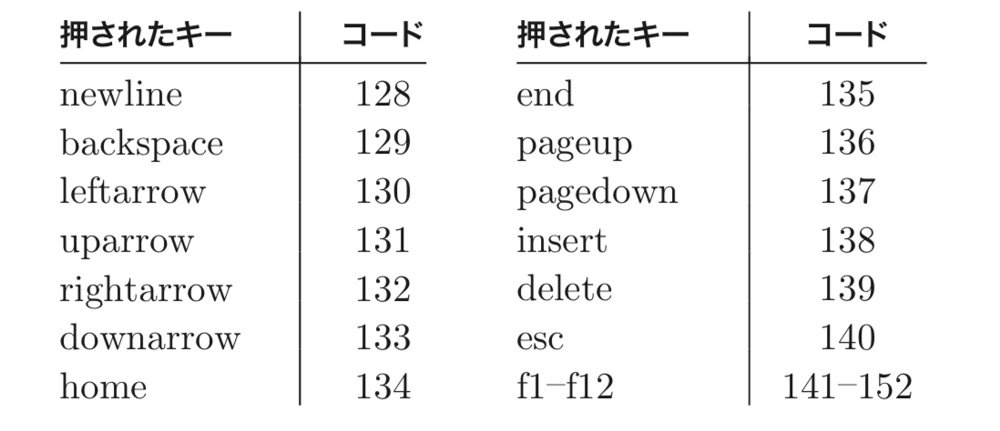 押されたキー コード 押されたキー コード
newline 128 end 135
backspace 129 pageup 136
leftarrow 130 pagedown 137
uparrow 131 insert 138
rightarrow 132 delete 139
downarrow 133 esc 140
home 134 f1–f12 141–152